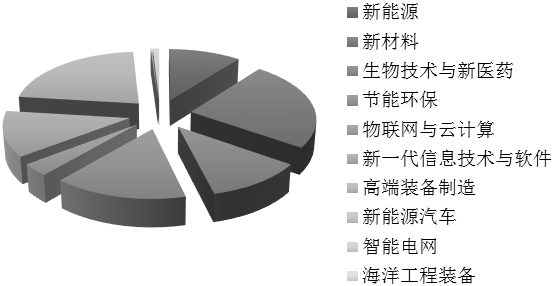 新能源
新材料
生物技术与新医药
节能环保
物联网与云计算
新一代信息技术与软件
高端装备制造
新能源汽车
智能电网
海洋工程装备